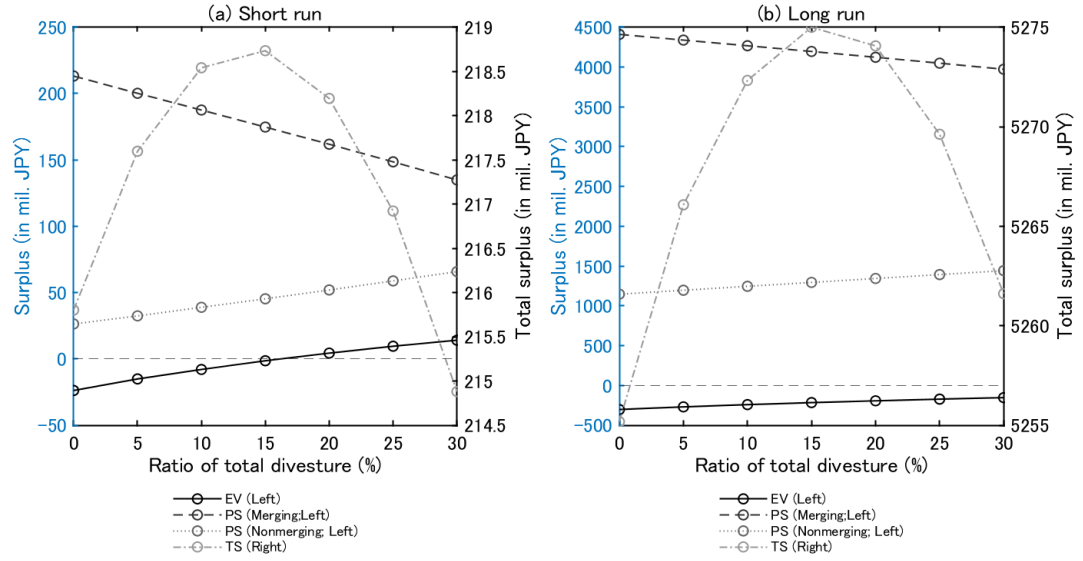 (a) Short run
250
200
150
100
50
0
-50
Surplus (in mil. JPY)
219
218.5
218
217.5
217
216.5
216
215.5
215
214.5
Total surplus (in mil. JPY)
0 5 10 15 20 25 30
Ratio of total divesture (%)
EV (Left)
PS (Merging;Left)
PS (Nonmerging; Left)
TS (Right)
(b) Long run
4500
4000
3500
3000
2500
2000
1500
1000
500
0
-500
Surplus (in mil. JPY)
5275
5270
5265
5260
5255
Total surplus (in mil. JPY)
0 5 10 15 20 25 30
Ratio of total divesture (%)
EV (Left)
PS (Merging;Left)
PS (Nonmerging; Left)
TS (Right)